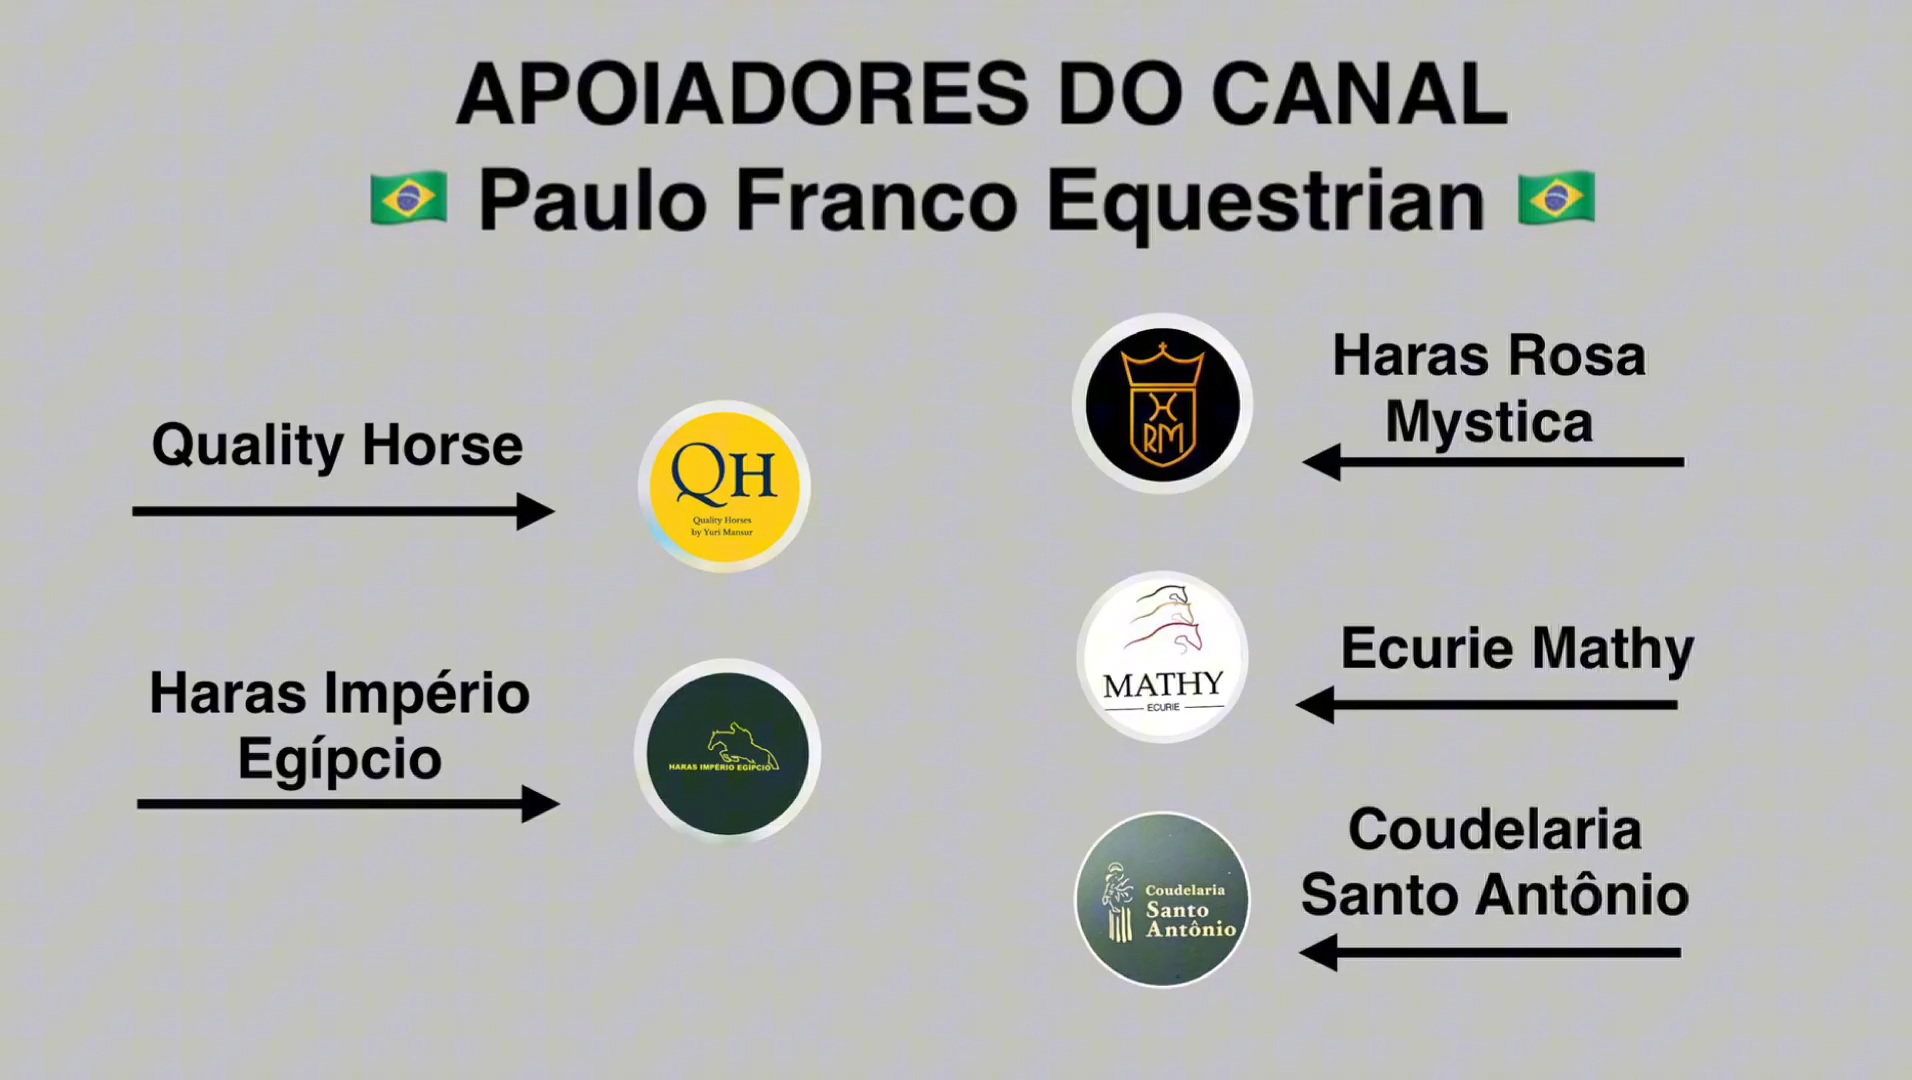 APOIADORES DO CANAL
🇧🇷 Paulo Franco Equestrian 🇧🇷
Quality Horse
QH
Quality Horses
by Yuri Mansur
Haras Império
Egípcio
HARAS IMPÉRIO EGÍPCIO
Haras Rosa
Mystica
H
RM
Ecurie Mathy
MATHY
ECURIE
Coudelaria
Santo Antônio
Coudelaria
Santo
Antônio